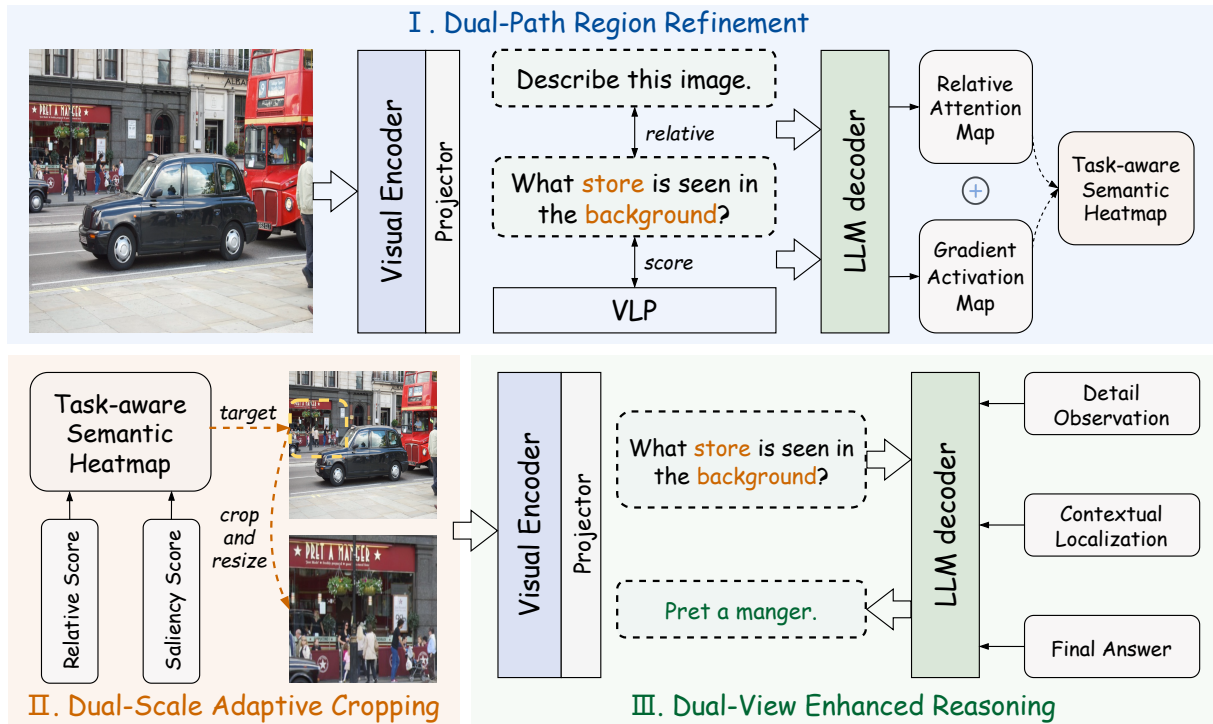 Ⅰ. Dual-Path Region Refinement
ALBA
PRET A MANGER
Visual Encoder
Projector
Describe this image.
relative
What store is seen in
the background?
score
VLP
LLM decoder
Relative
Attention
Map
+
Gradient
Activation
Map
Task-aware
Semantic
Heatmap
Task-aware
Semantic
Heatmap
target
crop
and
resize
Relative Score
Saliency Score
PRET A MANGER
Ⅱ. Dual-Scale Adaptive Cropping
Visual Encoder
Projector
What store is seen in
the background?
Pret a manger.
LLM decoder
Detail
Observation
Contextual
Localization
Final Answer
Ⅲ. Dual-View Enhanced Reasoning